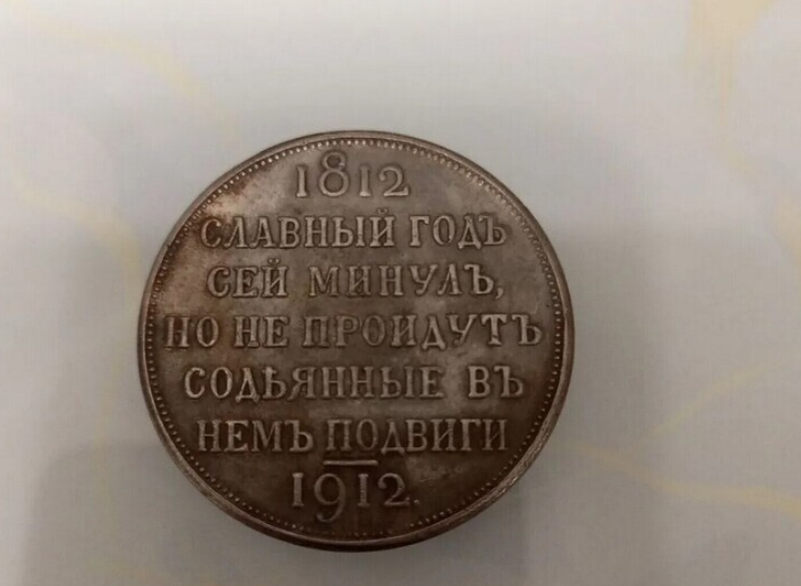 1812
СЛАВНЫЙ ГОДЪ
СЕЙ МИНУЛЪ,
НО НЕ ПРОЙДУТЪ
СОДѢЯННЫЕ ВЪ
НЕМЪ ПОДВИГИ
1912.